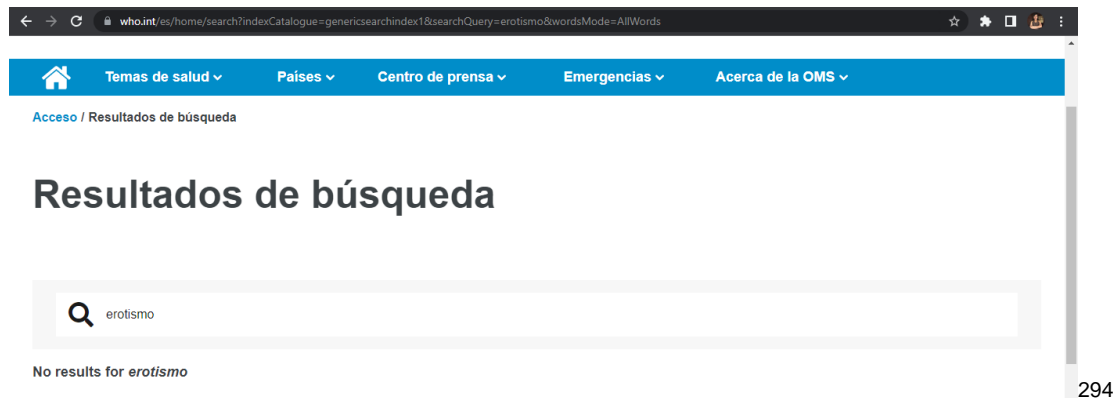 who.int/es/home/search?indexCatalogue=genericsearchindex1&searchQuery=erotismo&wordsMode=AllWords
Temas de salud Países Centro de prensa Emergencias Acerca de la OMS
Acceso / Resultados de búsqueda
Resultados de búsqueda
erotismo
No results for erotismo
294